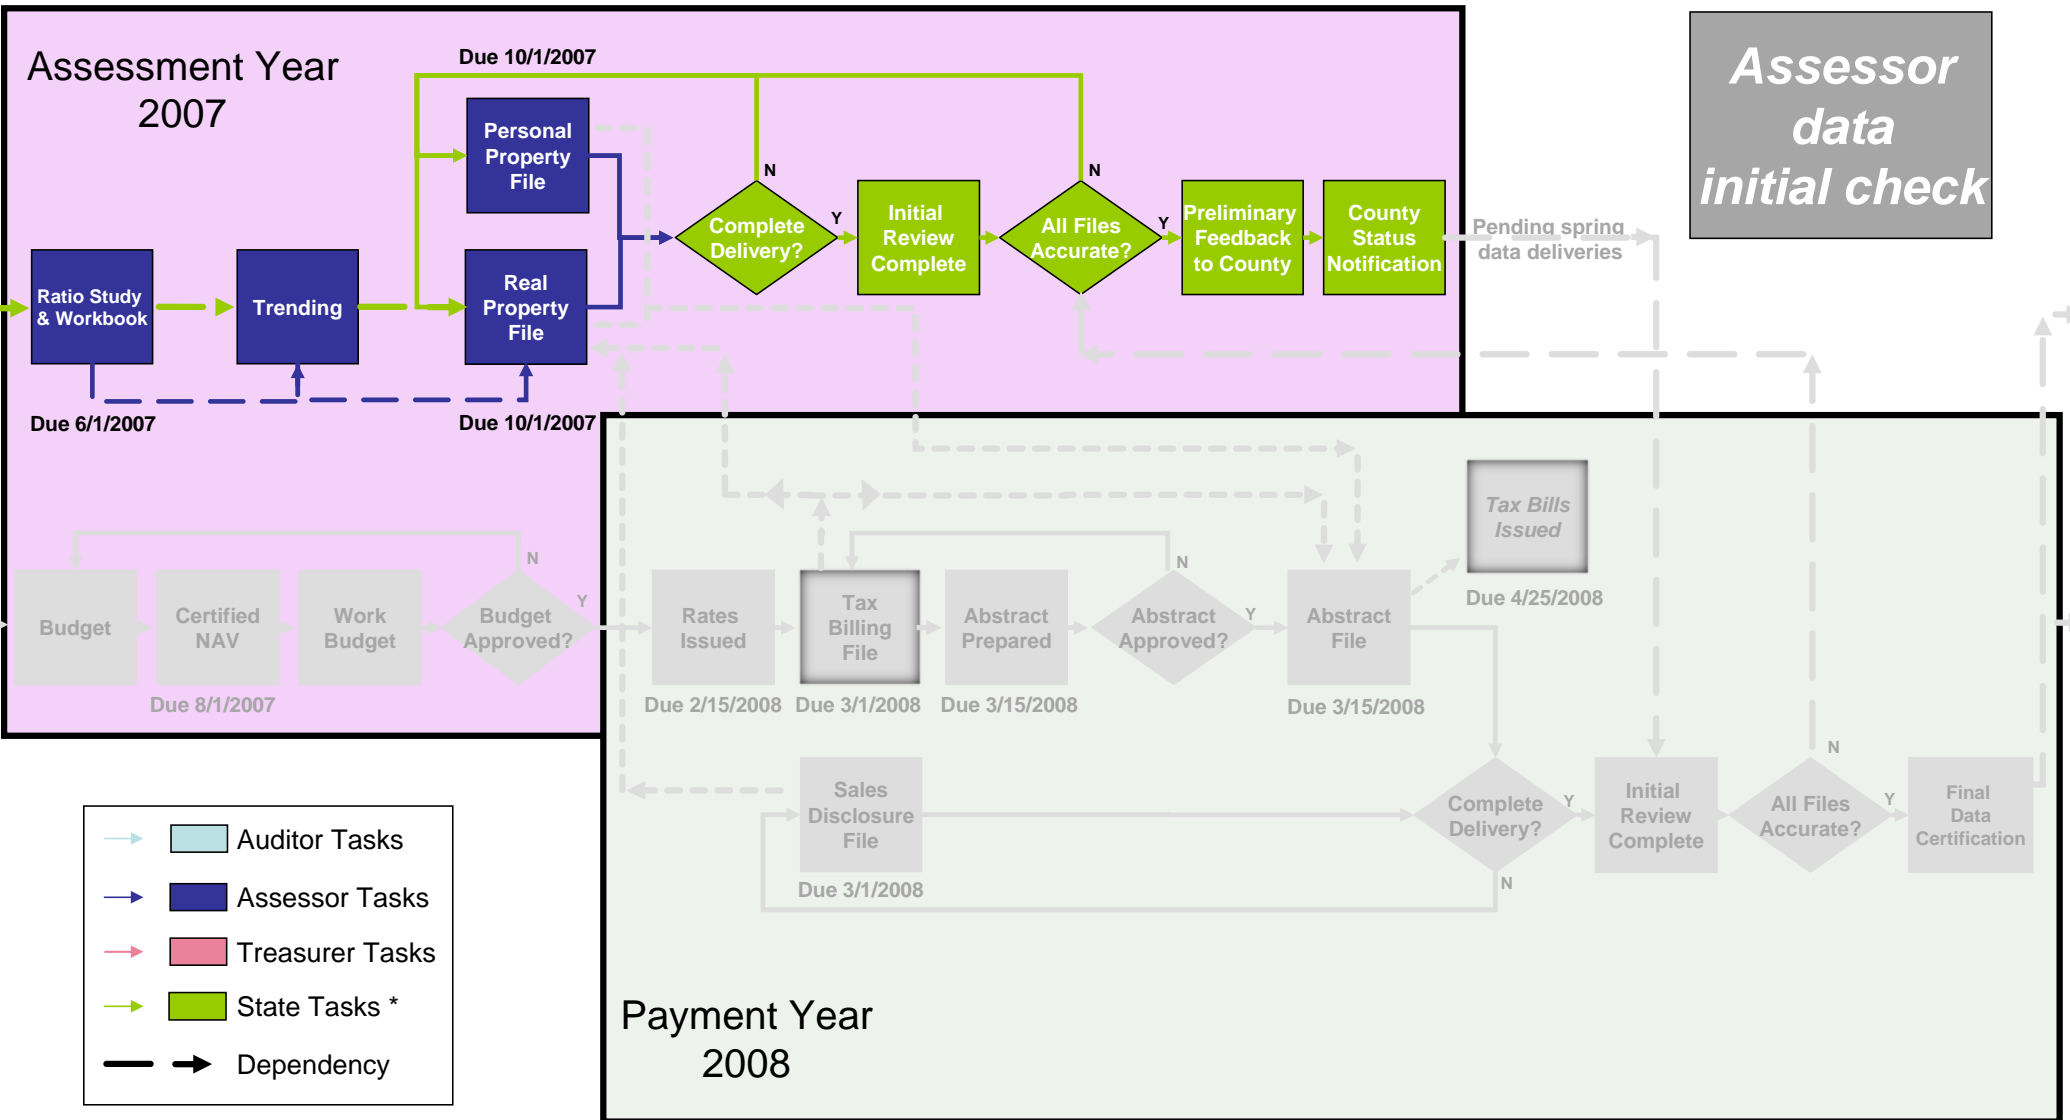 Assessment Year
2007
Due 10/1/2007
Assessor
data
initial check
Personal
Property
File
N
N
Complete
Delivery?
Y
Initial
Review
Complete
All Files
Accurate?
Y
Preliminary
Feedback
to County
County
Status
Notification
Pending spring
data deliveries
Ratio Study
& Workbook
Trending
Real
Property
File
Due 6/1/2007
Due 10/1/2007
Tax Bills
Issued
Due 4/25/2008
Budget
Certified
NAV
Work
Budget
N
Budget
Approved?
Y
Due 8/1/2007
Rates
Issued
Tax
Billing
File
Abstract
Prepared
N
Abstract
Approved?
Y
Abstract
File
Due 2/15/2008
Due 3/1/2008
Due 3/15/2008
Due 3/15/2008
Sales
Disclosure
File
Due 3/1/2008
Complete
Delivery?
Y
N
Initial
Review
Complete
N
All Files
Accurate?
Y
Final
Data
Certification
Auditor Tasks
Assessor Tasks
Treasurer Tasks
State Tasks *
Dependency
Payment Year
2008